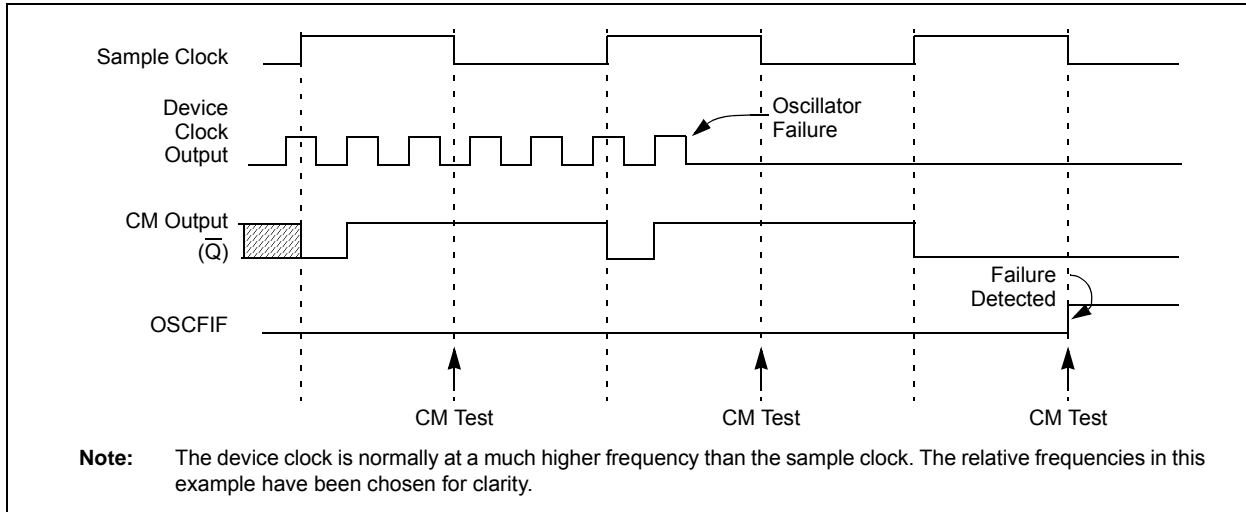 Sample Clock
Device
Clock
Output
Oscillator
Failure
CM Output
(Q̅)
Failure
Detected
OSCFIF
CM Test
CM Test
CM Test
Note: The device clock is normally at a much higher frequency than the sample clock. The relative frequencies in this
example have been chosen for clarity.